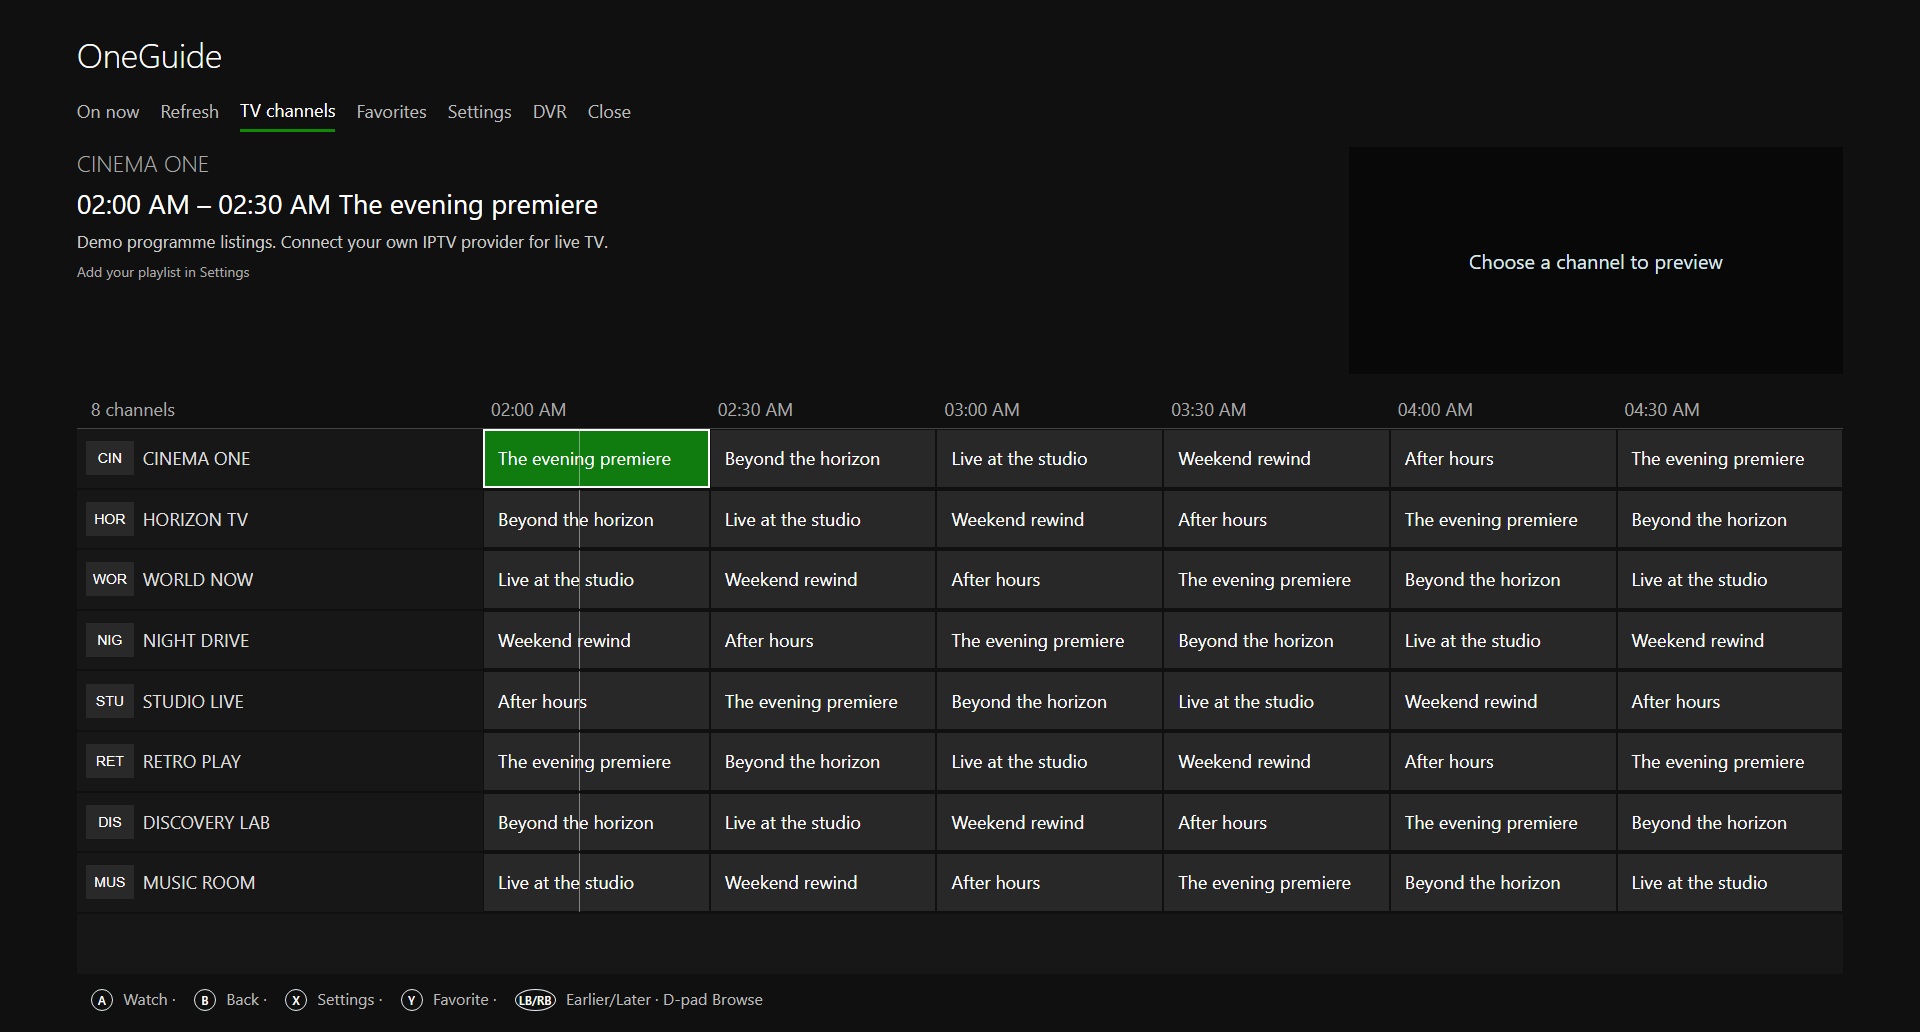 OneGuide
On now Refresh TV channels Favorites Settings DVR Close
CINEMA ONE
02:00 AM – 02:30 AM The evening premiere
Demo programme listings. Connect your own IPTV provider for live TV.
Add your playlist in Settings
Choose a channel to preview
8 channels 02:00 AM 02:30 AM 03:00 AM 03:30 AM 04:00 AM 04:30 AM
CIN CINEMA ONE The evening premiere Beyond the horizon Live at the studio Weekend rewind After hours The evening premiere
HOR HORIZON TV Beyond the horizon Live at the studio Weekend rewind After hours The evening premiere Beyond the horizon
WOR WORLD NOW Live at the studio Weekend rewind After hours The evening premiere Beyond the horizon Live at the studio
NIG NIGHT DRIVE Weekend rewind After hours The evening premiere Beyond the horizon Live at the studio Weekend rewind
STU STUDIO LIVE After hours The evening premiere Beyond the horizon Live at the studio Weekend rewind After hours
RET RETRO PLAY The evening premiere Beyond the horizon Live at the studio Weekend rewind After hours The evening premiere
DIS DISCOVERY LAB Beyond the horizon Live at the studio Weekend rewind After hours The evening premiere Beyond the horizon
MUS MUSIC ROOM Live at the studio Weekend rewind After hours The evening premiere Beyond the horizon Live at the studio
A Watch · B Back · X Settings · Y Favorite · LB/RB Earlier/Later · D-pad Browse